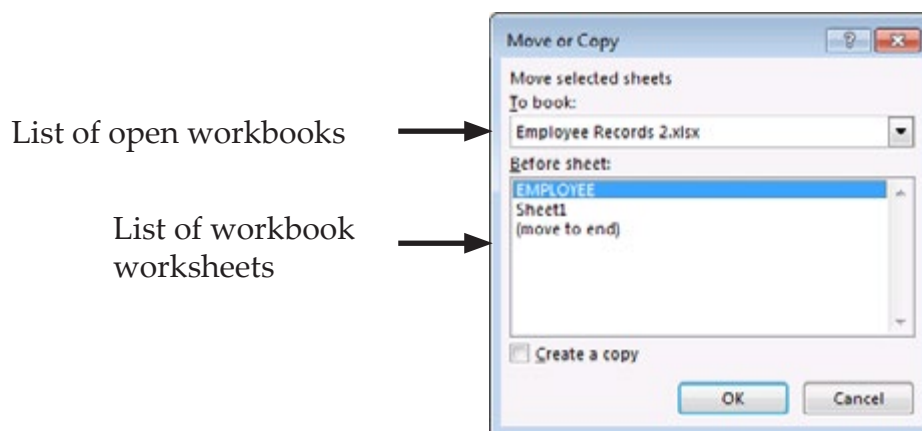 Move or Copy
Move selected sheets
To book:
List of open workbooks
Employee Records 2.xlsx
Before sheet:
EMPLOYEE
Sheet1
(move to end)
List of workbook
worksheets
Create a copy
OK
Cancel